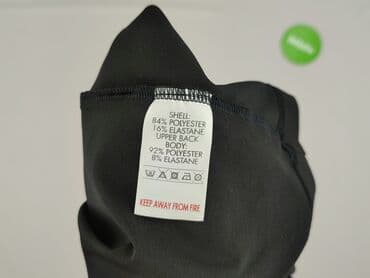 SHELL:
84% POLYESTER
16% ELASTANE
UPPER BACK
BODY:
92% POLYESTER
8% ELASTANE
KEEP AWAY FROM FIRE